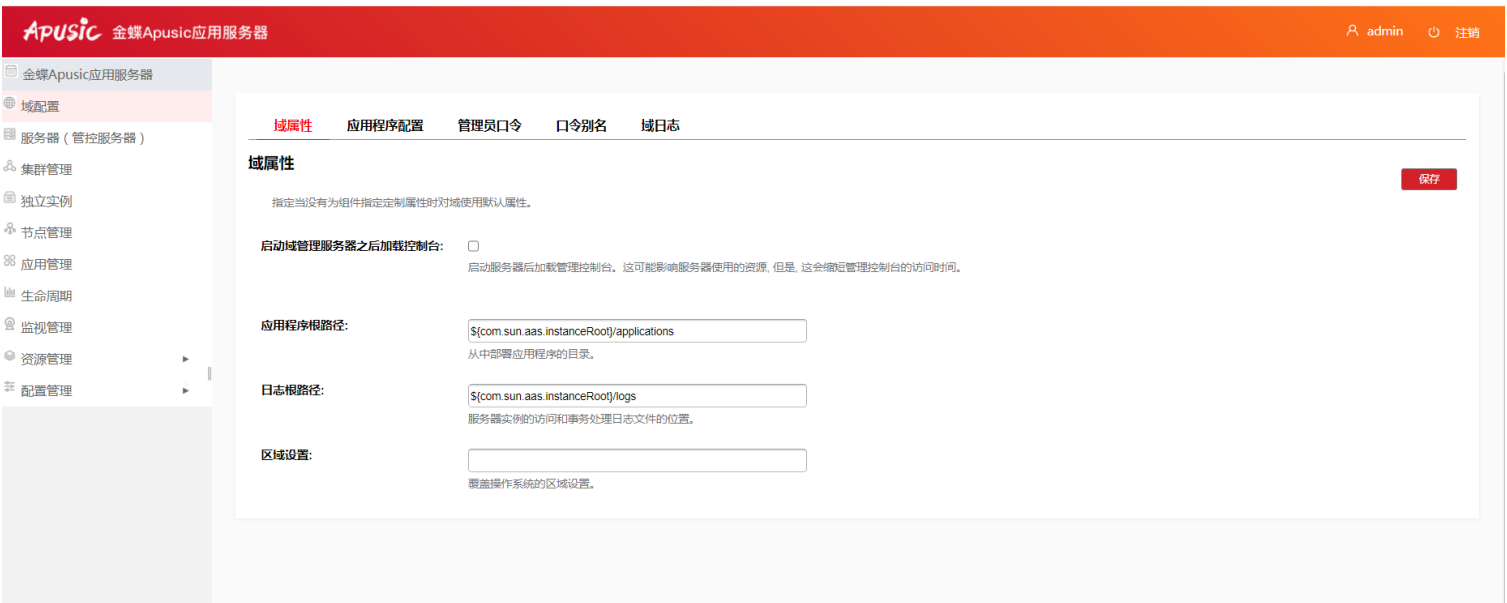 Apusic 金蝶Apusic应用服务器
admin 注销
金蝶Apusic应用服务器
域配置
服务器 ( 管控服务器 )
集群管理
独立实例
节点管理
应用管理
生命周期
监视管理
资源管理
配置管理
域属性 应用程序配置 管理员口令 口令别名 域日志
域属性
保存
指定当没有为组件指定定制属性时对域使用默认属性。
启动域管理服务器之后加载控制台:
启动服务器后加载管理控制台。这可能影响服务器使用的资源, 但是, 这会缩短管理控制台的访问时间。
应用程序根路径:
${com.sun.aas.instanceRoot}/applications
从中部署应用程序的目录。
日志根路径:
${com.sun.aas.instanceRoot}/logs
服务器实例的访问和事务处理日志文件的位置。
区域设置:
覆盖操作系统的区域设置。